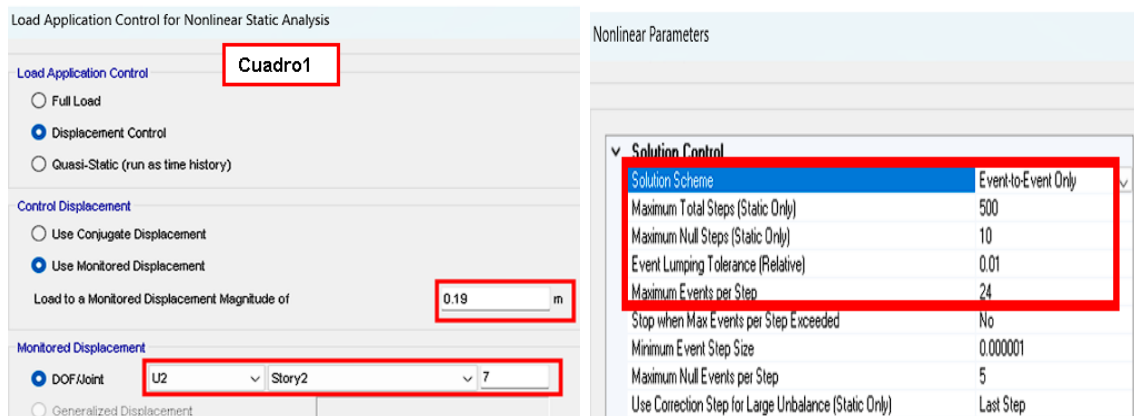 Load Application Control for Nonlinear Static Analysis
Cuadro1
Load Application Control
Full Load
Displacement Control
Quasi-Static (run as time history)
Control Displacement
Use Conjugate Displacement
Use Monitored Displacement
Load to a Monitored Displacement Magnitude of 0.19 m
Monitored Displacement
DOF/Joint U2 Story2 7
Generalized Displacement
Nonlinear Parameters
Solution Control
Solution Scheme Event-to-Event Only
Maximum Total Steps (Static Only) 500
Maximum Null Steps (Static Only) 10
Event Lumping Tolerance (Relative) 0.01
Maximum Events per Step 24
Stop when Max Events per Step Exceeded No
Minimum Event Step Size 0.000001
Maximum Null Events per Step 5
Use Correction Step for Large Unbalance (Static Only) Last Step